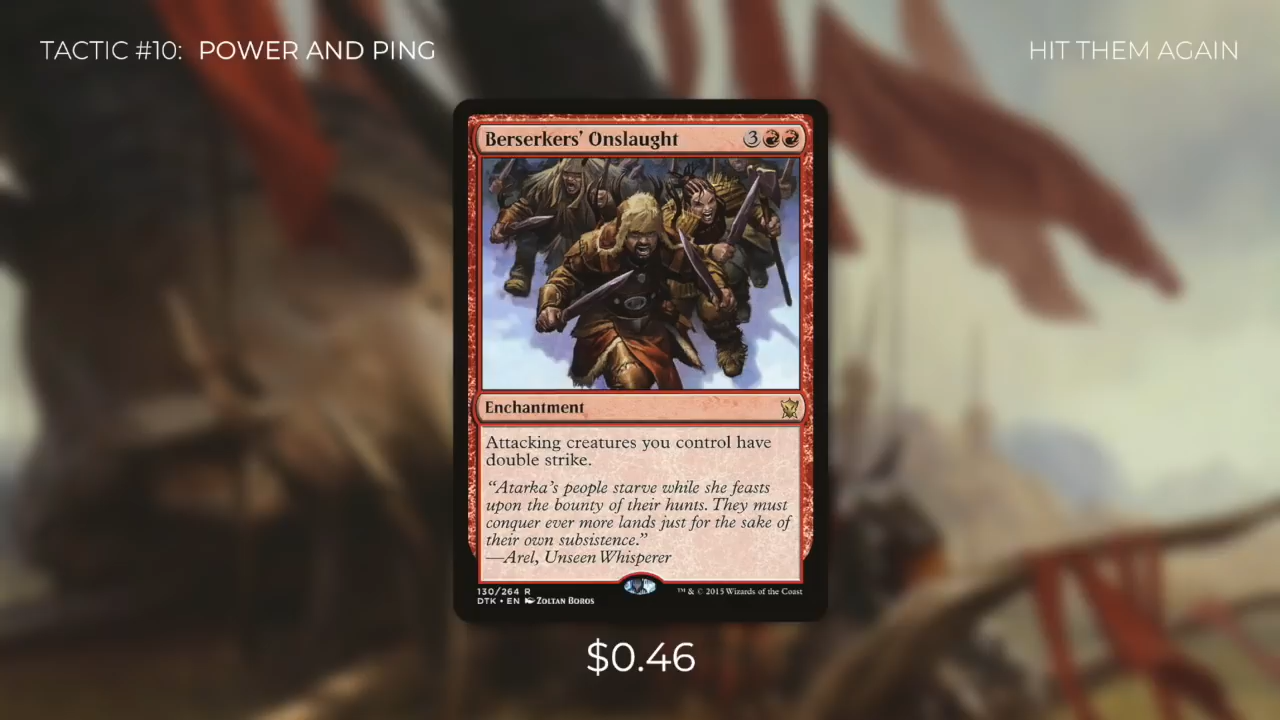 TACTIC #10: POWER AND PING
HIT THEM AGAIN
Berserkers' Onslaught 3
Enchantment
Attacking creatures you control have
double strike.
“Atarka's people starve while she feasts
upon the bounty of their hunts. They must
conquer ever more lands just for the sake of
their own subsistence.”
—Arel, Unseen Whisperer
130/264 R
DTK • EN Zoltan Boros
™ & © 2015 Wizards of the Coast
$0.46